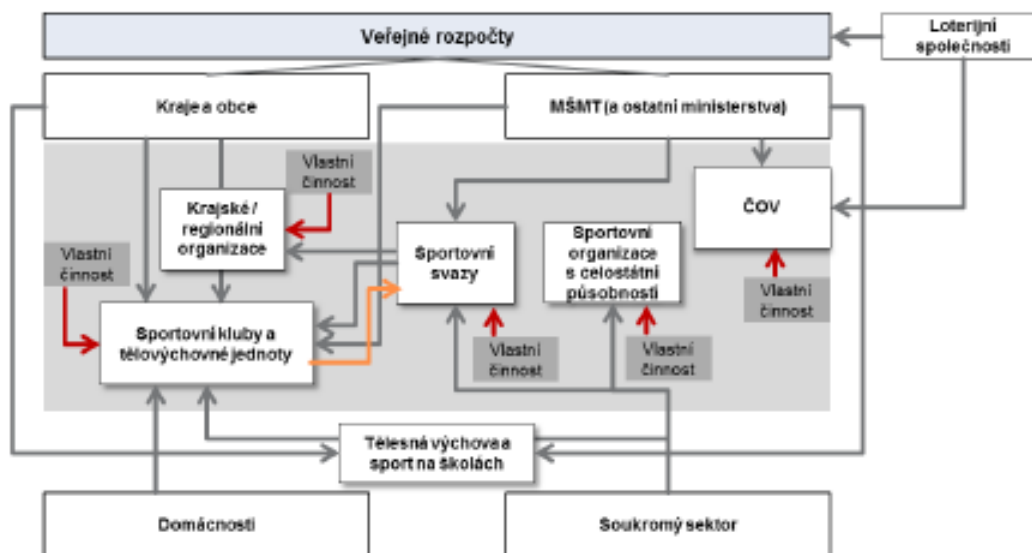 Veřejné rozpočty
Loterijní
společnosti
Kraje a obce
MŠMT (a ostatní ministerstva)
Vlastní
činnost
Krajské /
regionální
organizace
Sportovní
svazy
Sportovní
organizace
s celostátní
působností
ČOV
Vlastní
činnost
Vlastní
činnost
Sportovní kluby a
tělovýchovné jednoty
Vlastní
činnost
Vlastní
činnost
Tělesná výchova a
sport na školách
Domácnosti
Soukromý sektor